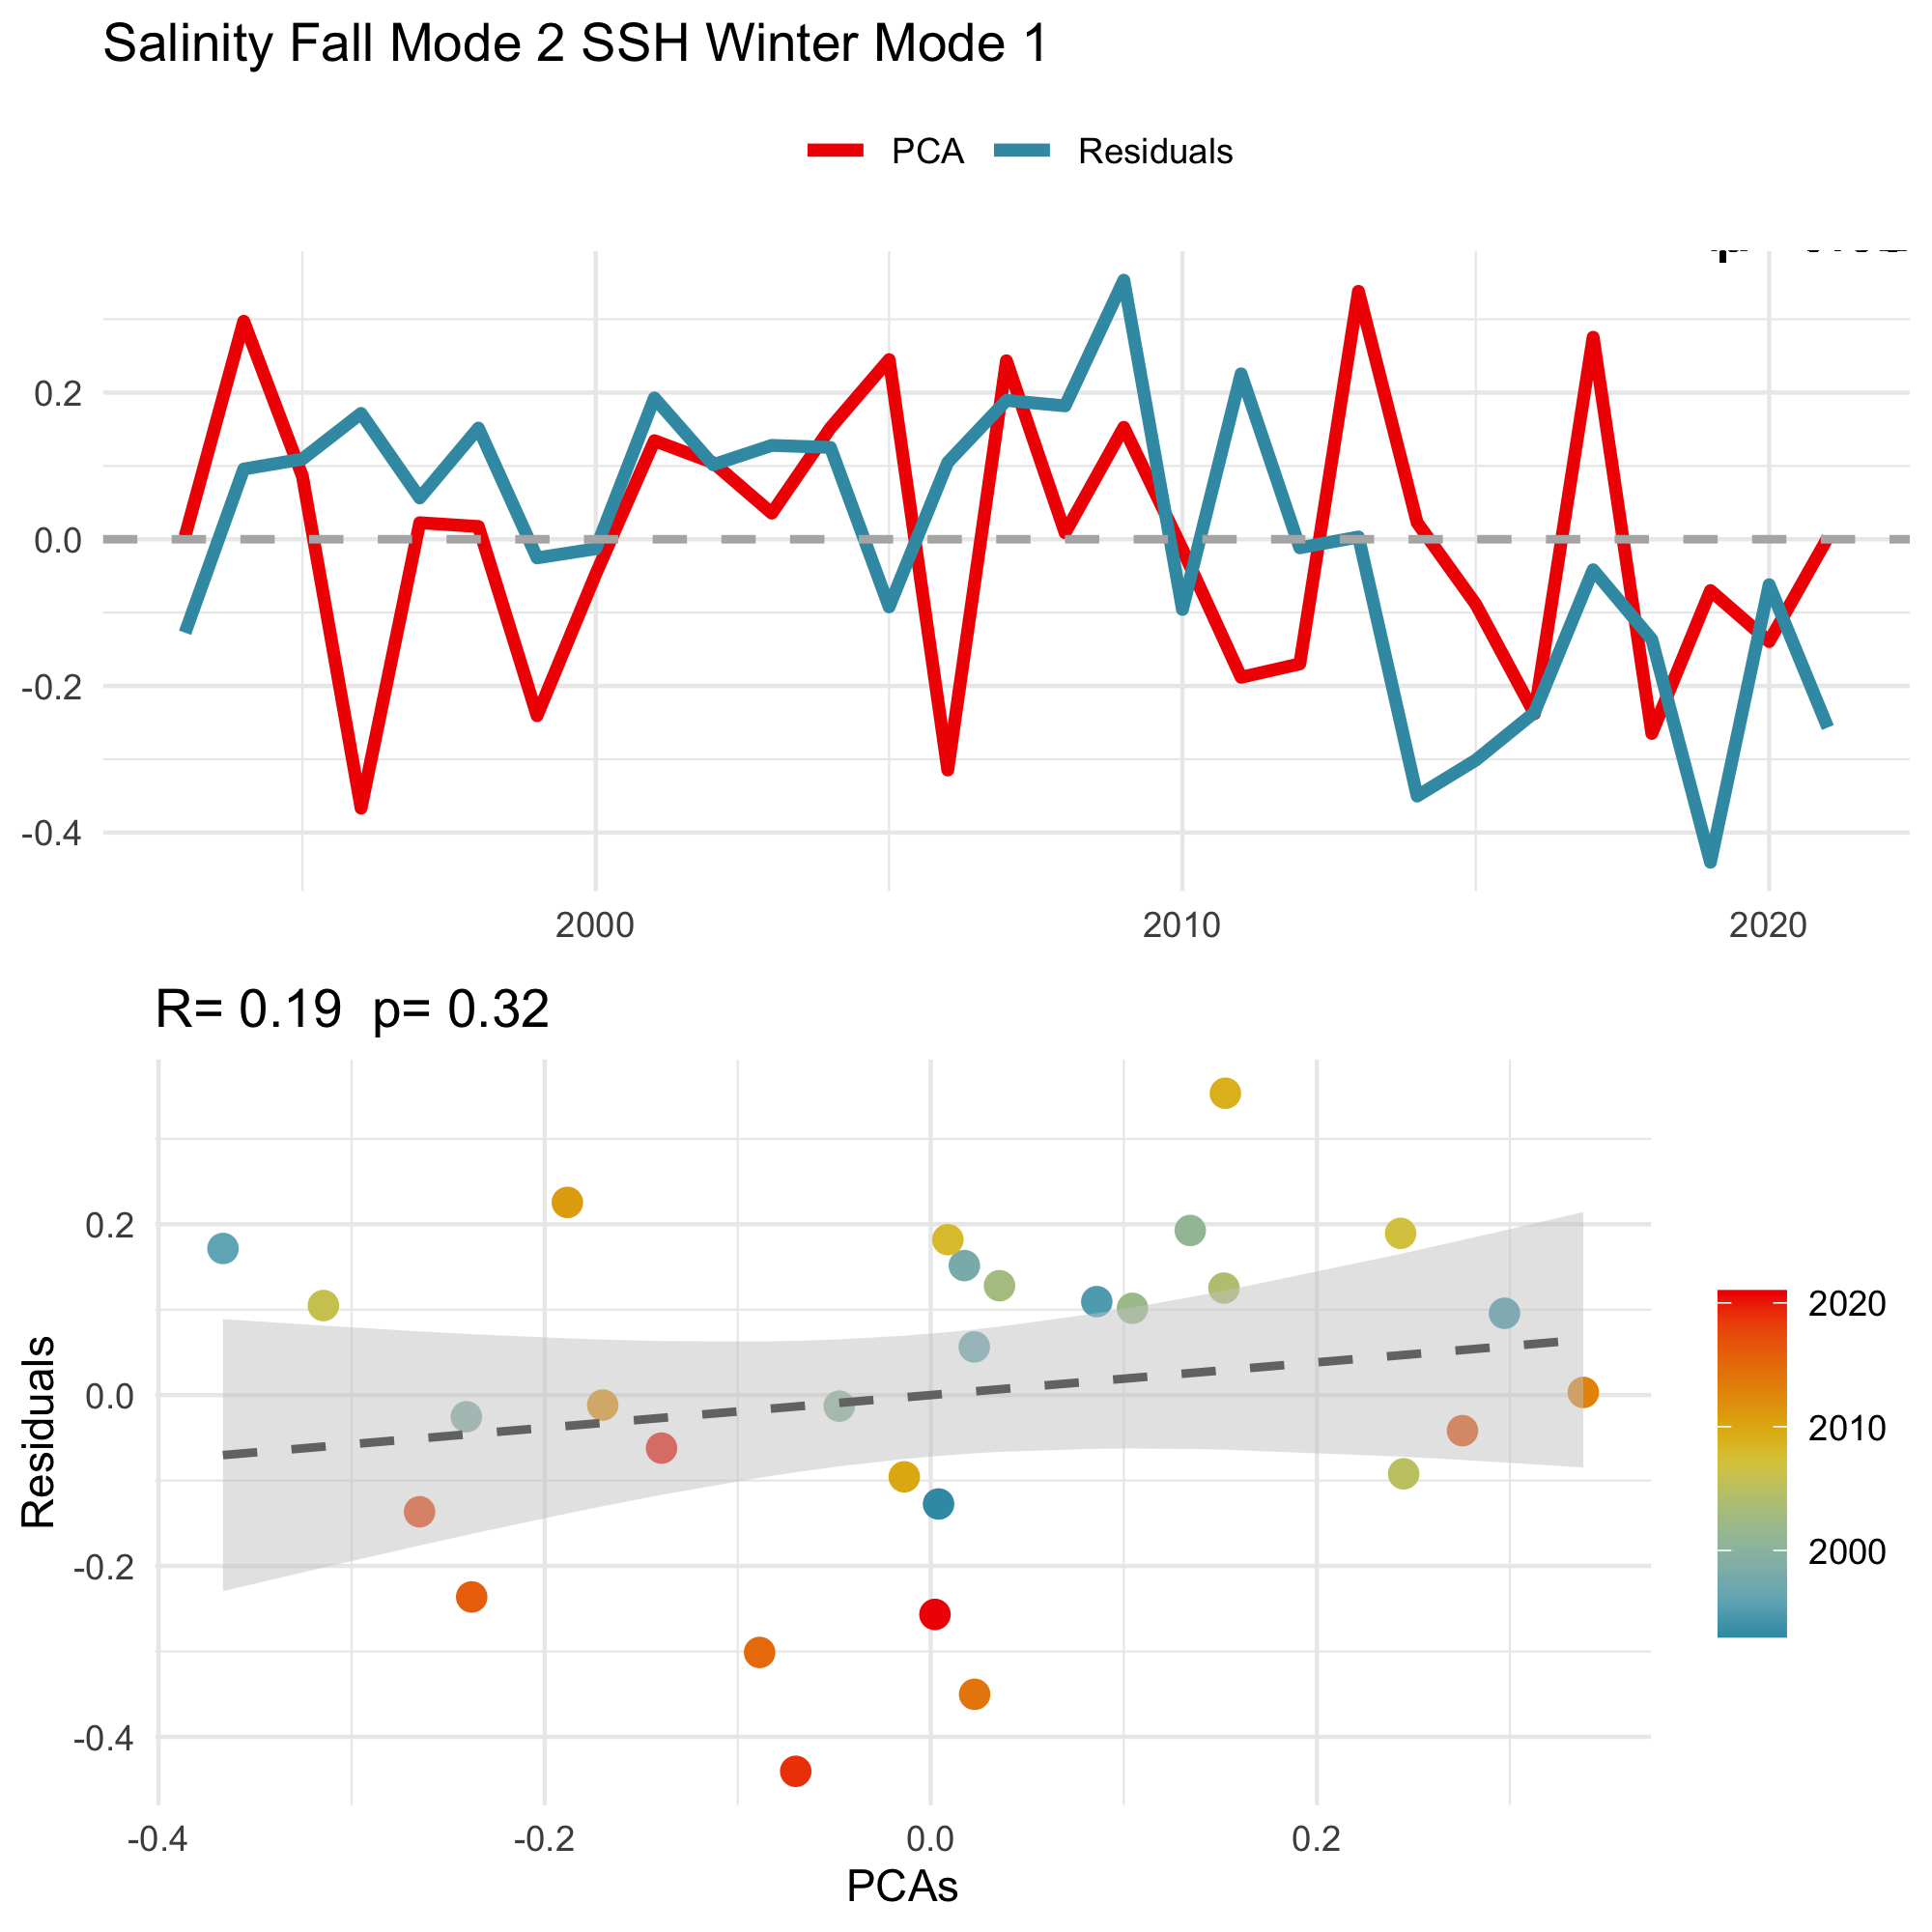 Salinity Fall Mode 2 SSH Winter Mode 1
PCA Residuals
0.2
0.0
-0.2
-0.4
2000 2010 2020
R= 0.19 p= 0.32
Residuals
0.2
0.0
-0.2
-0.4
-0.4 -0.2 0.0 0.2
PCAs
2020
2010
2000